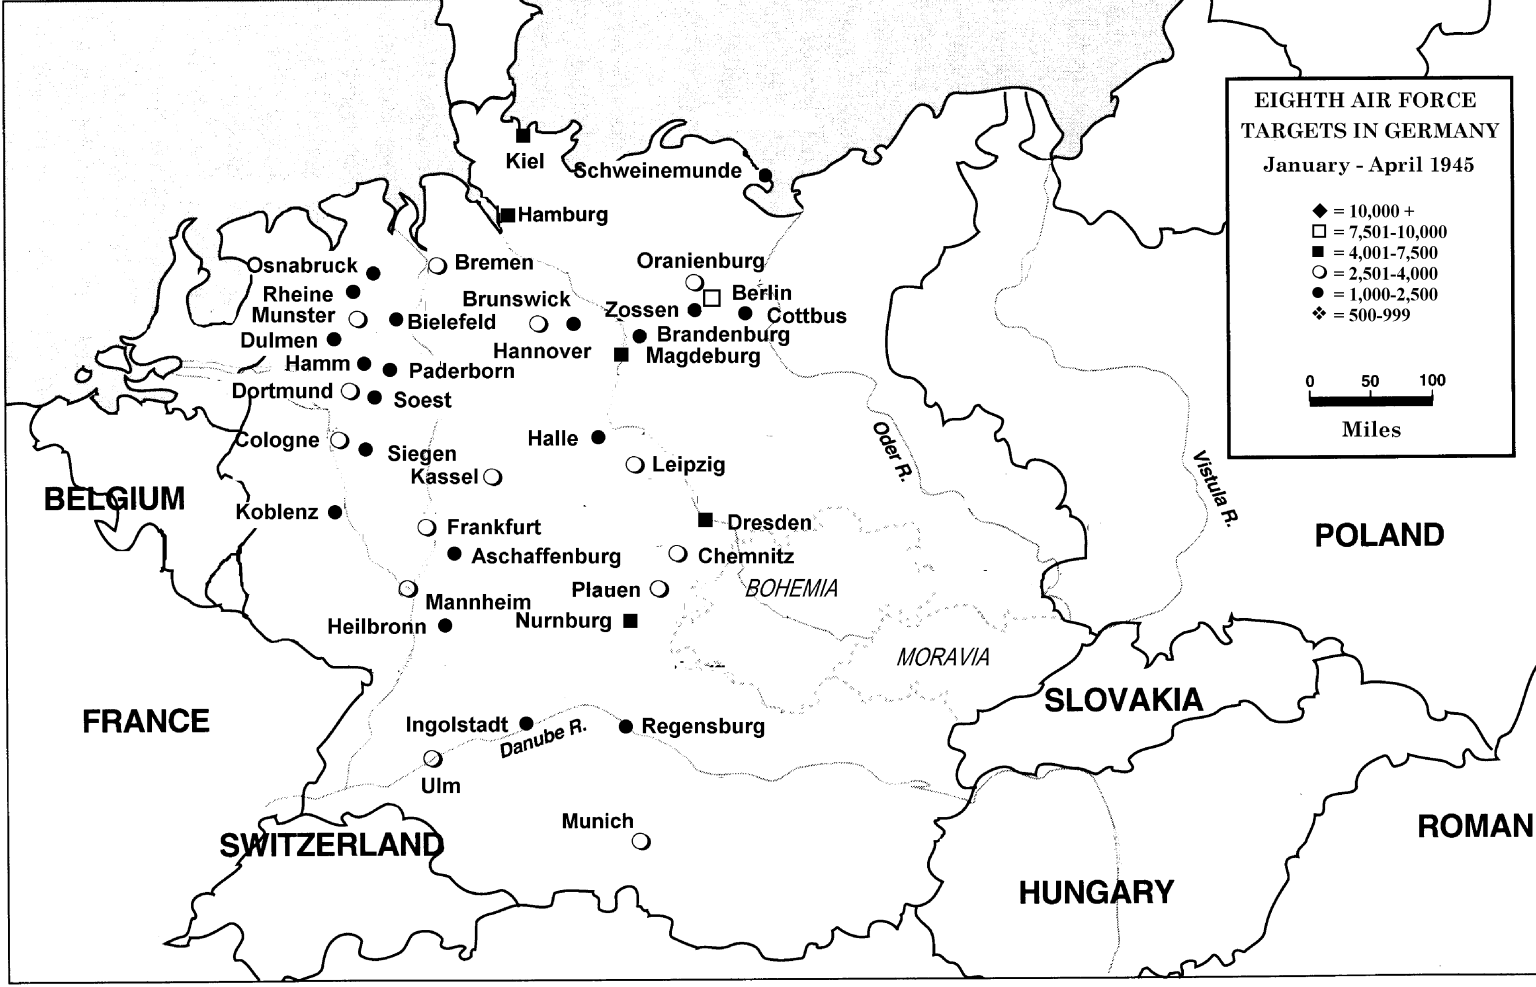 EIGHTH AIR FORCE
TARGETS IN GERMANY
January - April 1945
= 10,000 +
= 7,501-10,000
= 4,001-7,500
= 2,501-4,000
= 1,000-2,500
= 500-999
0 50 100
Miles
Kiel
Schweinemunde
Hamburg
Osnabruck
Bremen
Oranienburg
Rheine
Brunswick
Berlin
Munster
Bielefeld
Zossen
Cottbus
Dulmen
Hannover
Brandenburg
Magdeburg
Hamm
Paderborn
Dortmund
Soest
Cologne
Siegen
Halle
Oder R.
Kassel
Leipzig
Vistula R.
BELGIUM
Koblenz
Frankfurt
Dresden
POLAND
Aschaffenburg
Chemnitz
Plauen
BOHEMIA
Mannheim
Heilbronn
Nurnburg
MORAVIA
SLOVAKIA
FRANCE
Ingolstadt
Danube R.
Regensburg
Ulm
Munich
SWITZERLAND
ROMAN
HUNGARY